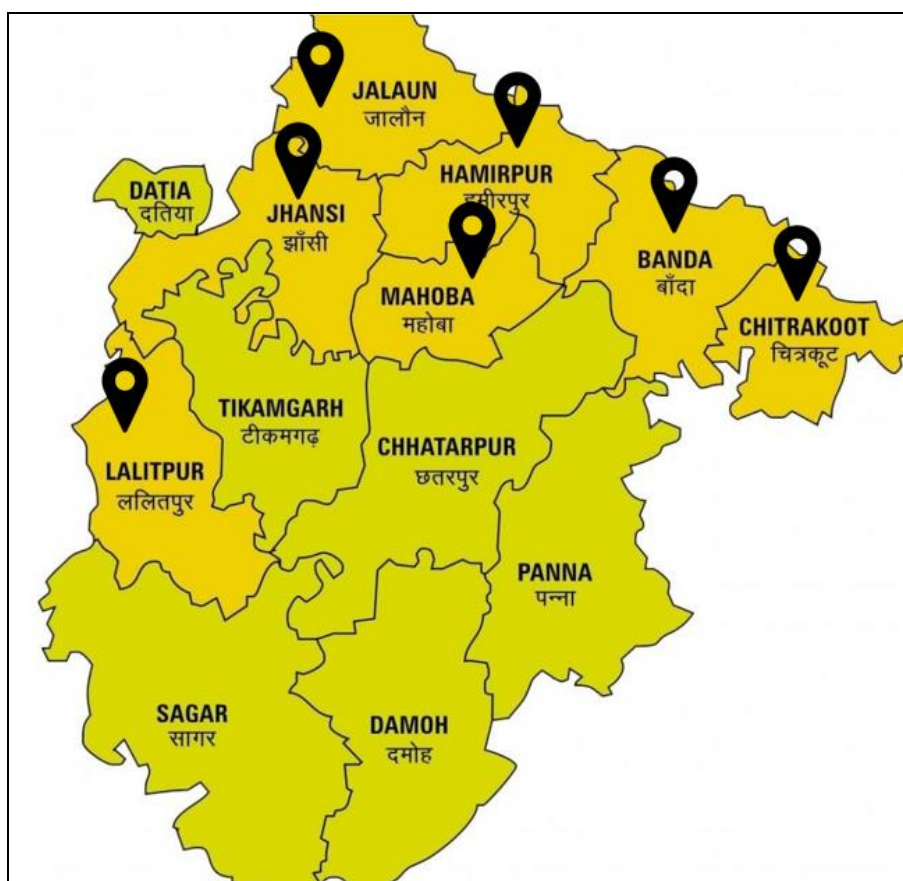 JALAUN
जालौन
HAMIRPUR
हमीरपुर
DATIA
दतिया
JHANSI
झाँसी
BANDA
बाँदा
MAHOBA
महोबा
CHITRAKOOT
चित्रकूट
TIKAMGARH
टीकमगढ़
CHHATARPUR
छतरपुर
LALITPUR
ललितपुर
PANNA
पन्ना
SAGAR
सागर
DAMOH
दमोह